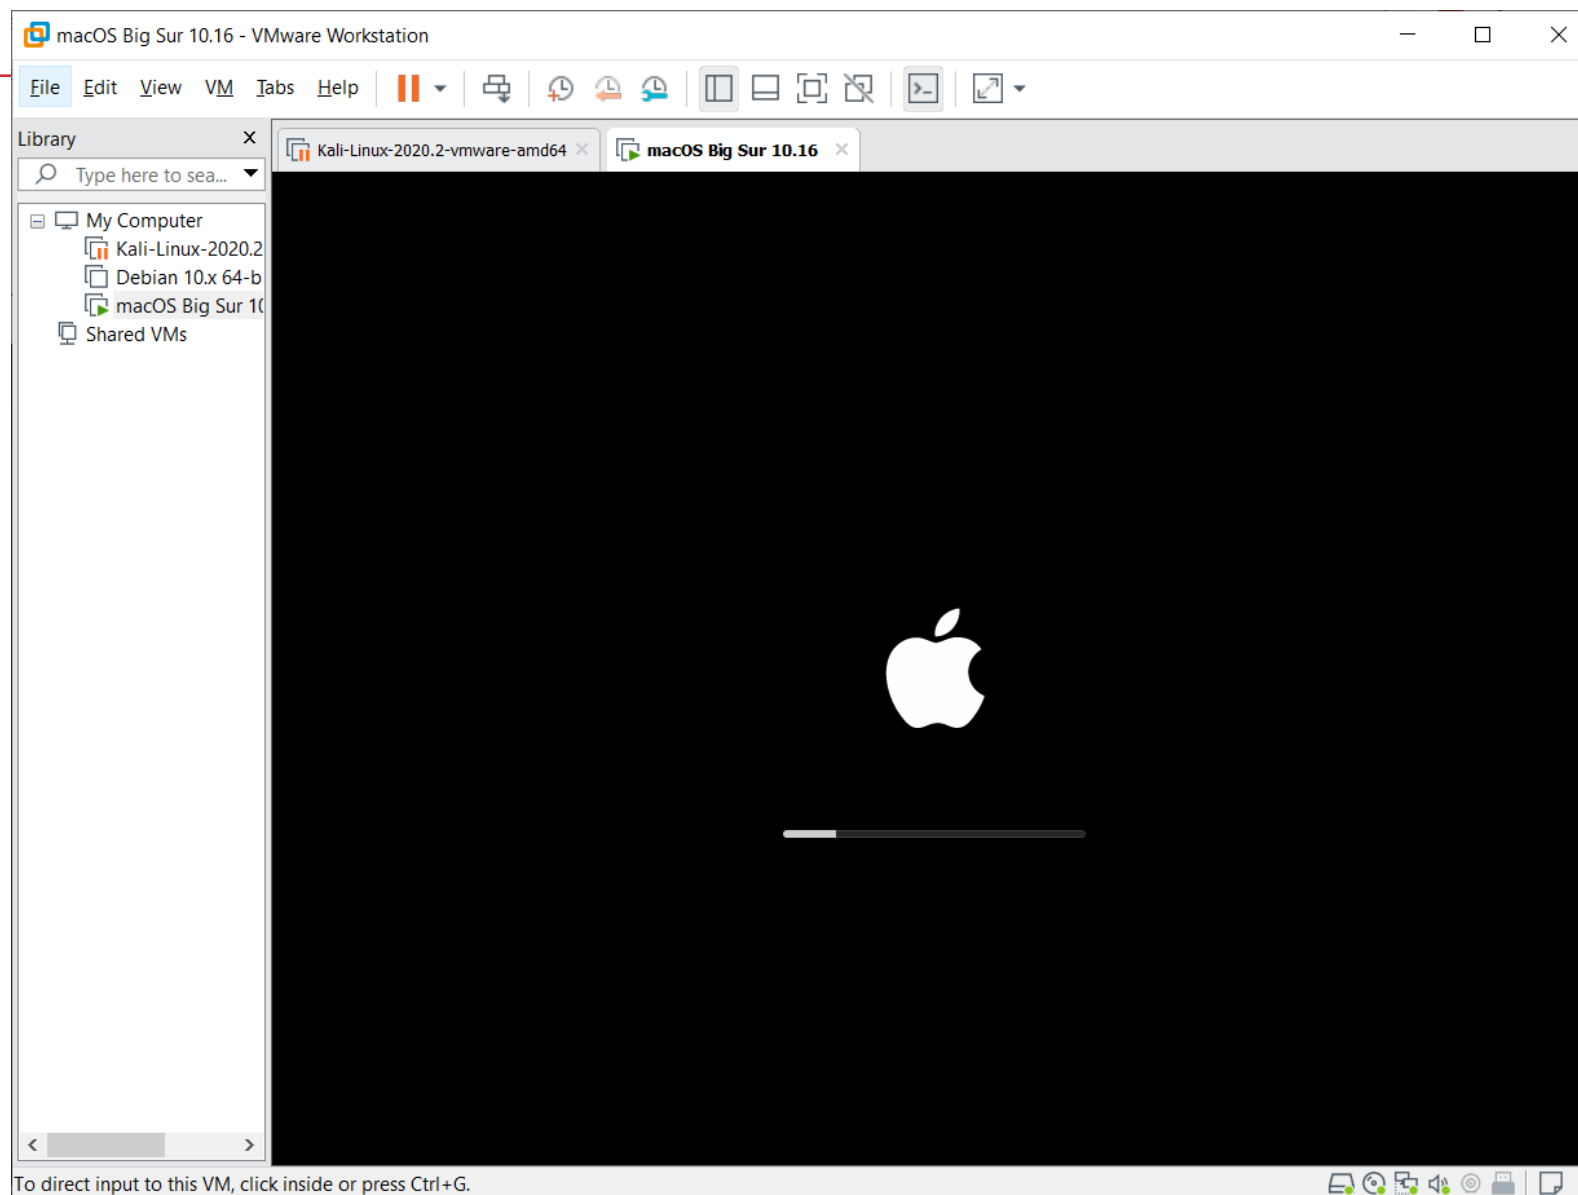 macOS Big Sur 10.16 - VMware Workstation
File Edit View VM Tabs Help
Library
Kali-Linux-2020.2-vmware-amd64
macOS Big Sur 10.16
Type here to sea...
My Computer
Kali-Linux-2020.2
Debian 10.x 64-b
macOS Big Sur 10
Shared VMs
To direct input to this VM, click inside or press Ctrl+G.